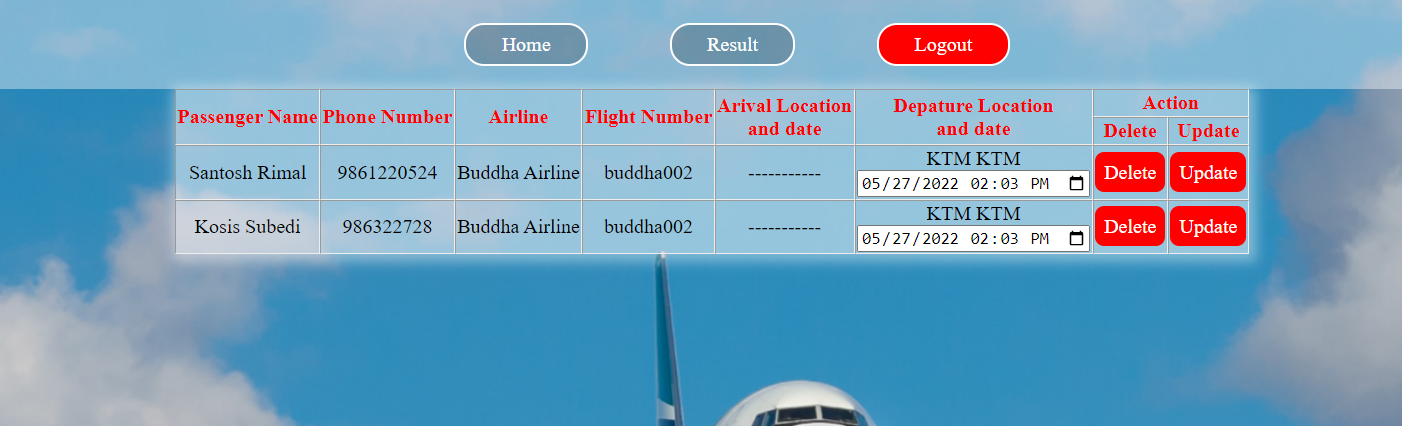 Home Result Logout
Passenger Name Phone Number Airline Flight Number Arival Location and date Depature Location and date Action
Delete Update
Santosh Rimal 9861220524 Buddha Airline buddha002 ----------- KTM KTM Delete Update
05/27/2022 02:03 PM
Kosis Subedi 986322728 Buddha Airline buddha002 ----------- KTM KTM Delete Update
05/27/2022 02:03 PM